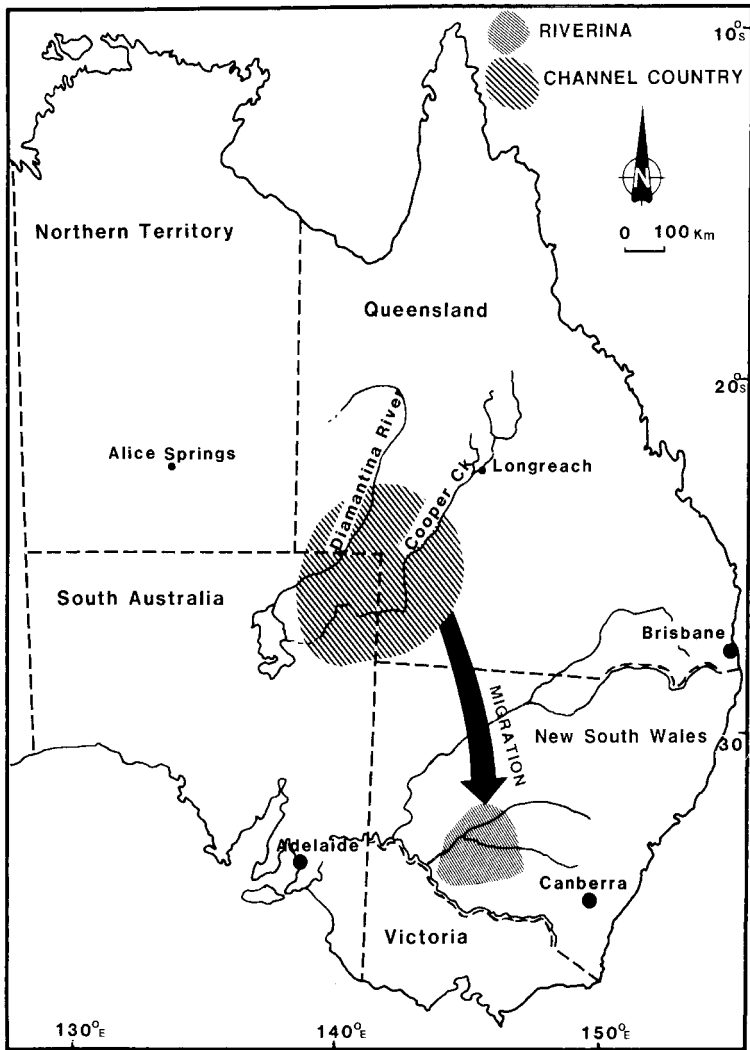 10°S
RIVERINA
CHANNEL COUNTRY
N
0 100 Km
Northern Territory
Queensland
20°S
Alice Springs
Diamantina River
Cooper Ck
Longreach
South Australia
Brisbane
MIGRATION
New South Wales
30
Adelaide
Canberra
Victoria
130°E
140°E
150°E